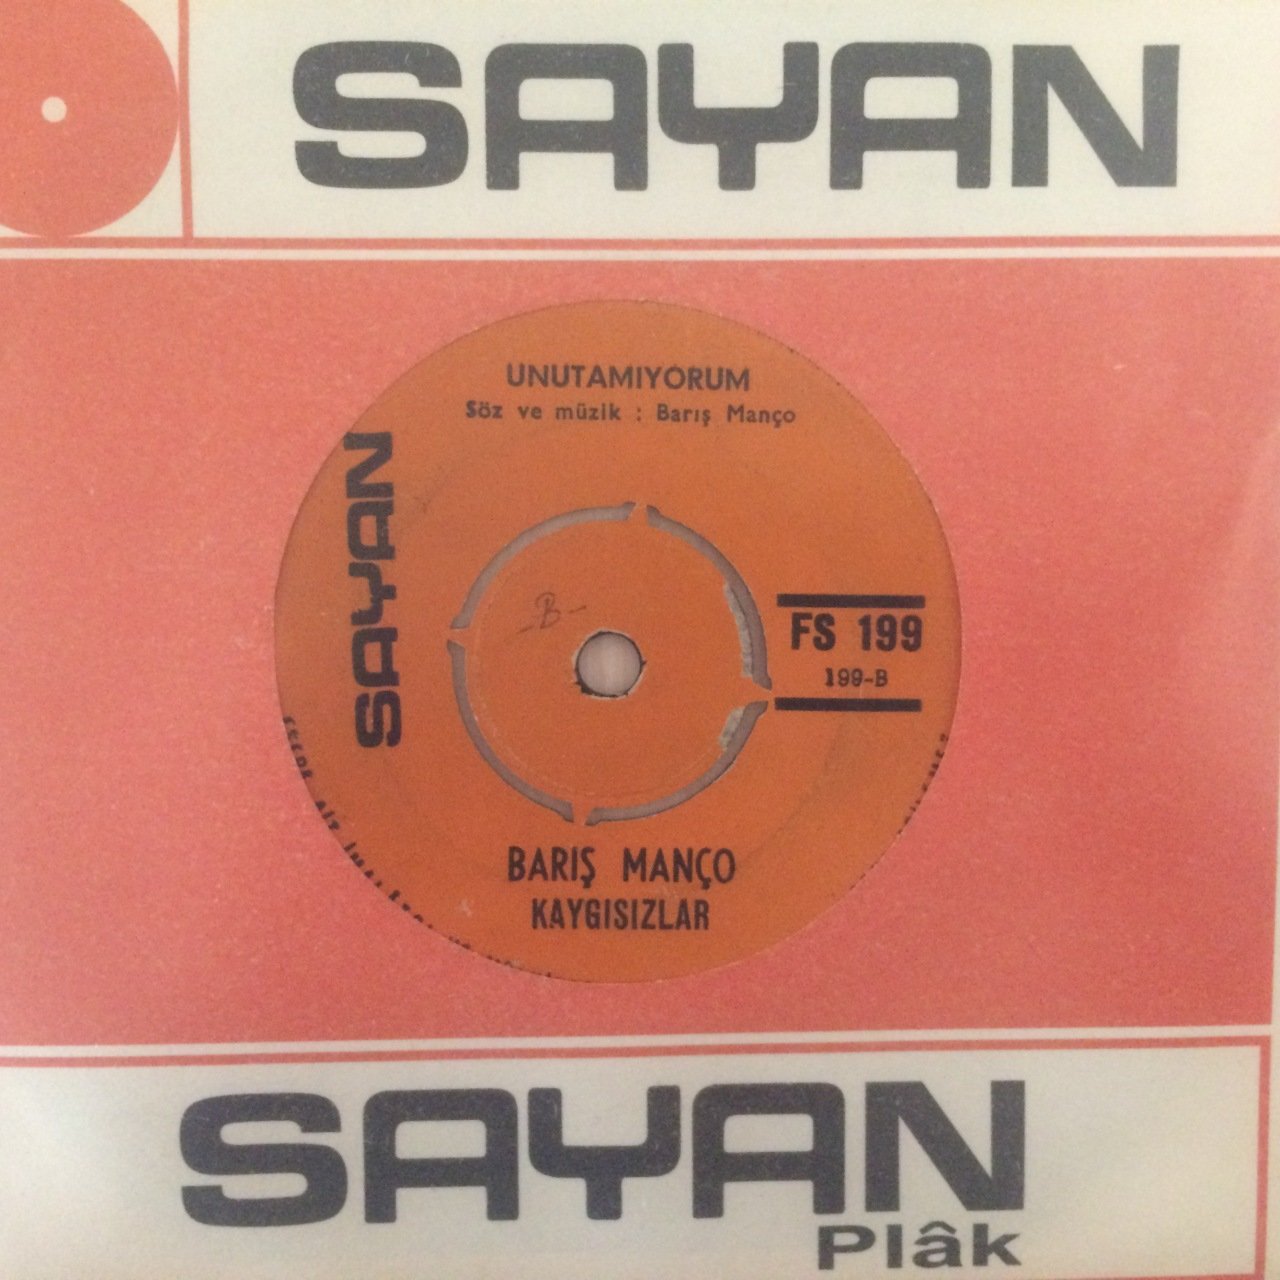 SAYAN
UNUTAMIYORUM
Söz ve müzik : Barış Manço
SAYAN
FS 199
199-B
-B-
BARIŞ MANÇO
KAYGISIZLAR
SAYAN
Plâk